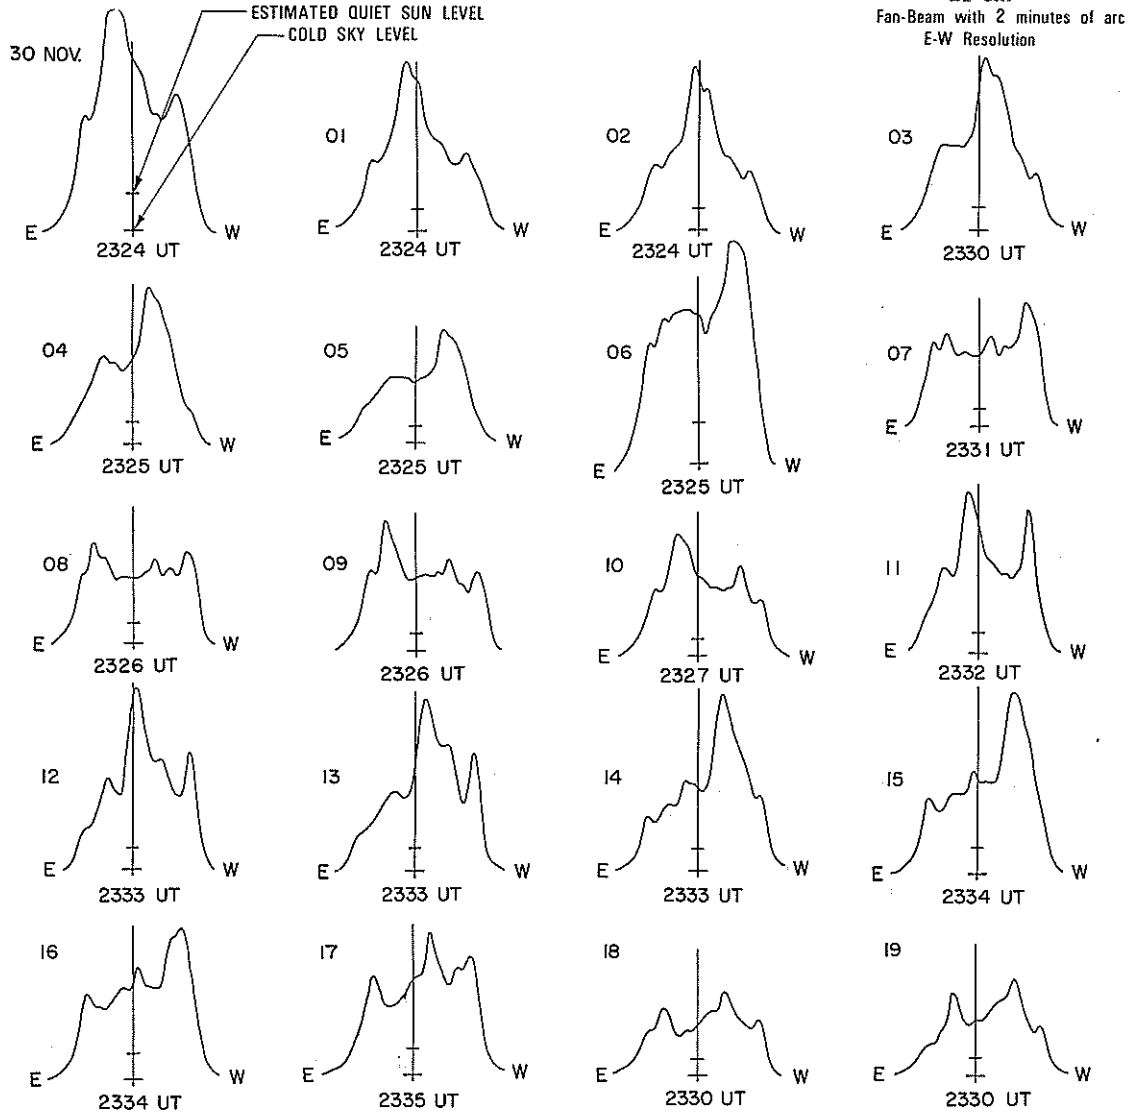 ESTIMATED QUIET SUN LEVEL
COLD SKY LEVEL
Fan-Beam with 2 minutes of arc
E-W Resolution
30 NOV.
E W
2324 UT
01
2324 UT
02
E W
2324 UT
03
E W
2330 UT
04
E W
2325 UT
05
E W
2325 UT
06
E W
2325 UT
07
E W
2331 UT
08
E W
2326 UT
09
E W
2326 UT
10
E W
2327 UT
11
E W
2332 UT
12
E W
2333 UT
13
E W
2333 UT
14
E W
2333 UT
15
E W
2334 UT
16
E W
2334 UT
17
E W
2335 UT
18
E W
2330 UT
19
E W
2330 UT